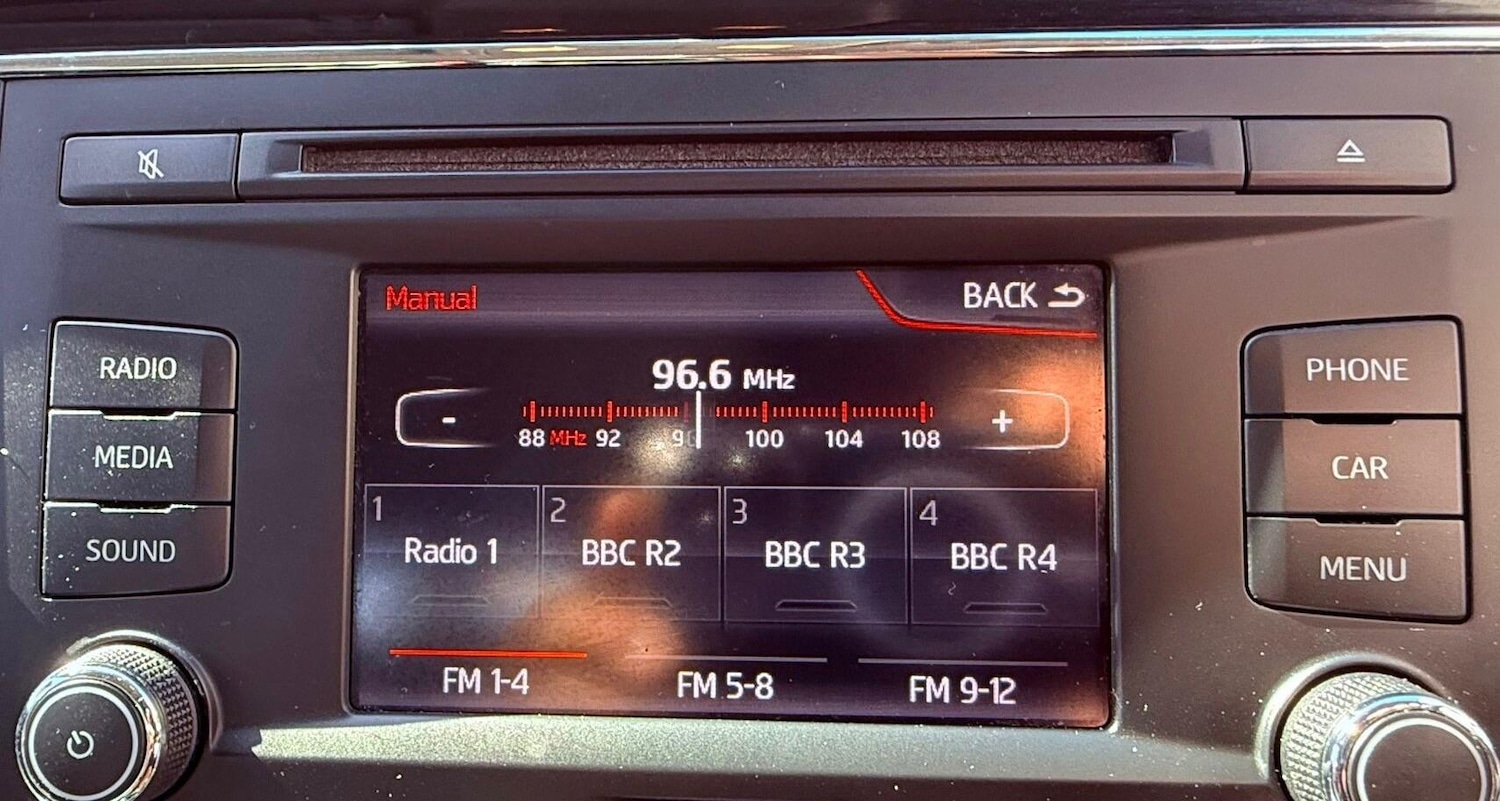 Manual
BACK
96.6 MHz
- +
88 MHz 92 100 104 108
1 2 3 4
Radio 1 BBC R2 BBC R3 BBC R4
FM 1-4 FM 5-8 FM 9-12
RADIO
MEDIA
SOUND
PHONE
CAR
MENU